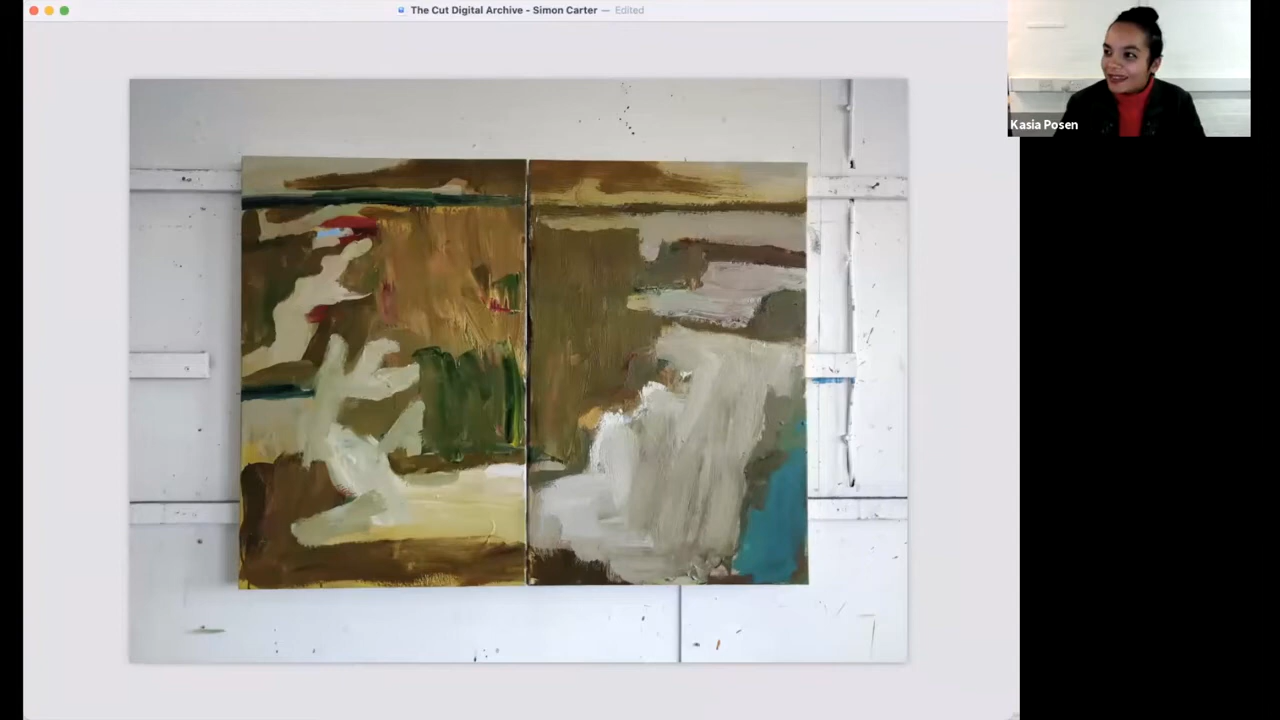 The Cut Digital Archive - Simon Carter — Edited
Kasia Posen